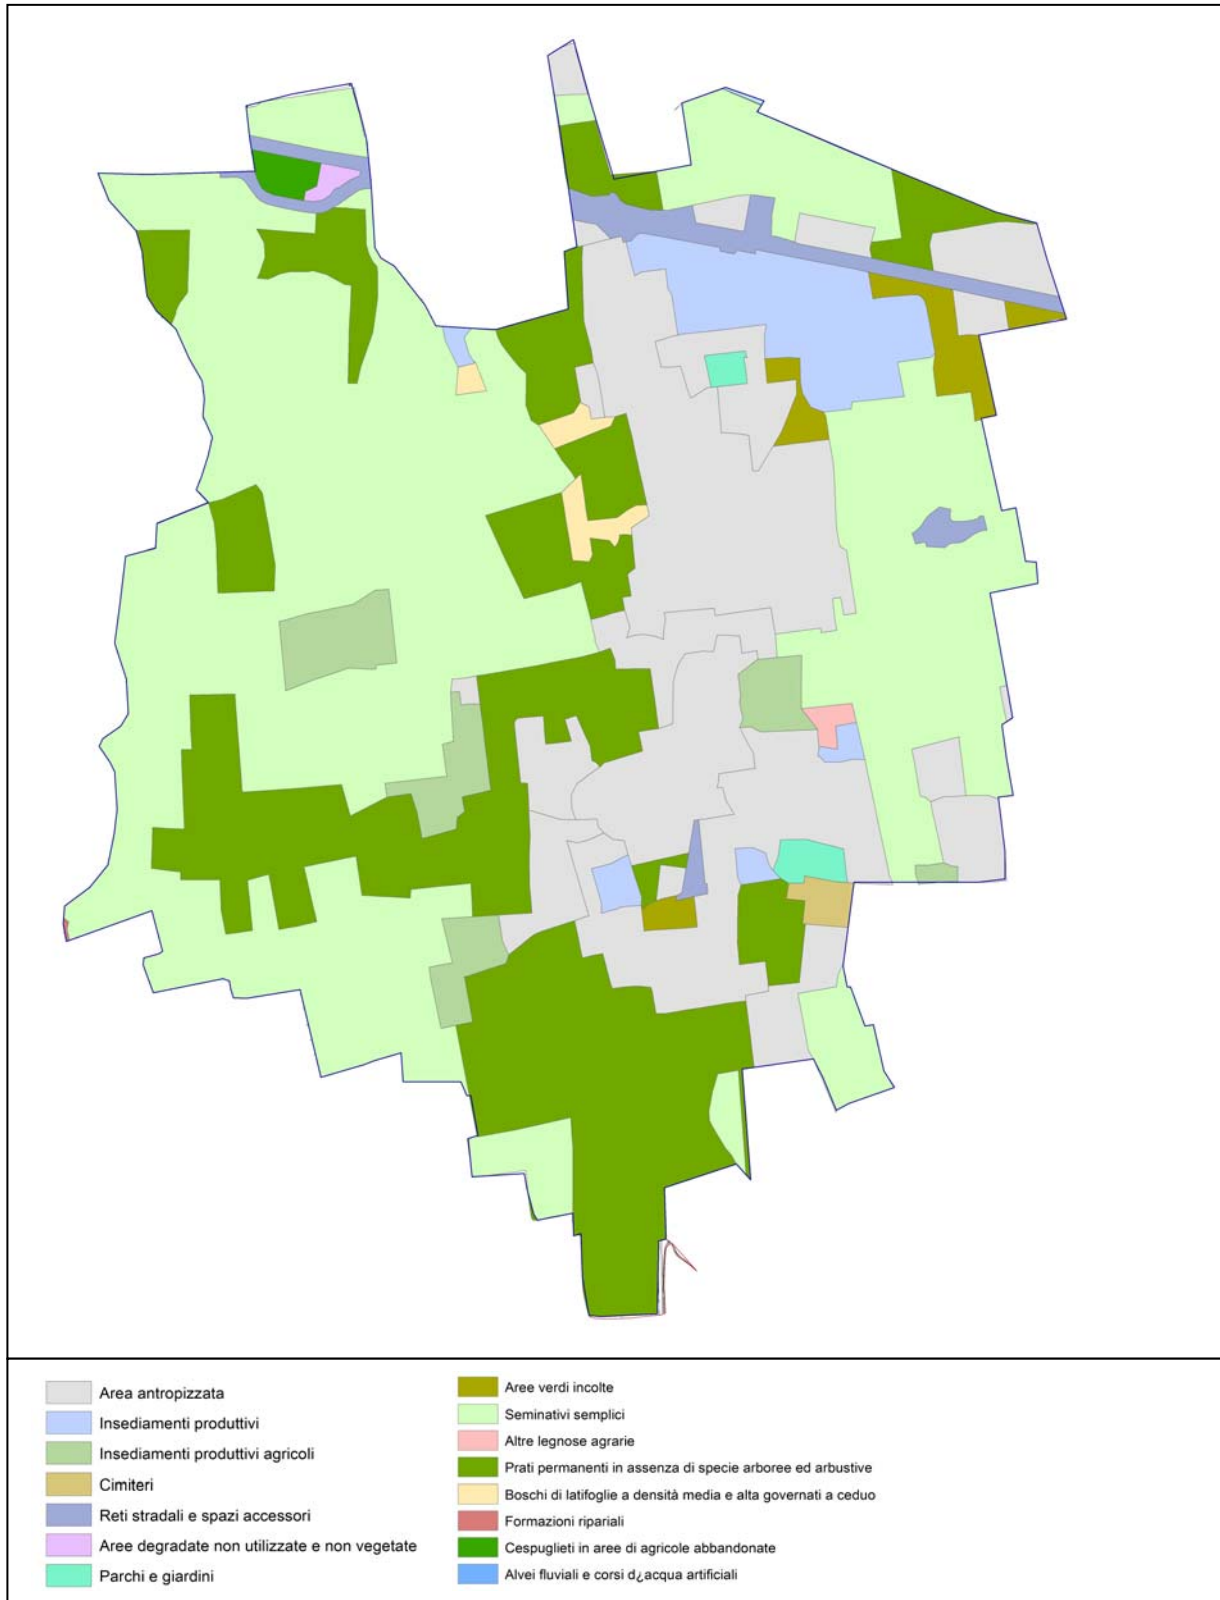 Area antropizzata
Insediamenti produttivi
Insediamenti produttivi agricoli
Cimiteri
Reti stradali e spazi accessori
Aree degradate non utilizzate e non vegetate
Parchi e giardini
Aree verdi incolte
Seminativi semplici
Altre legnose agrarie
Prati permanenti in assenza di specie arboree ed arbustive
Boschi di latifoglie a densità media e alta governati a ceduo
Formazioni ripariali
Cespuglieti in aree di agricole abbandonate
Alvei fluviali e corsi d¿acqua artificiali